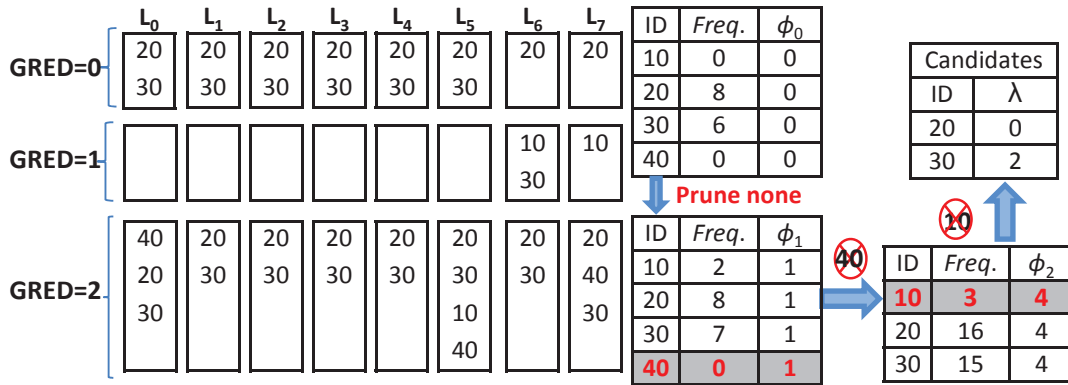 L0 L1 L2 L3 L4 L5 L6 L7
GRED=0
20 20 20 20 20 20 20 20
30 30 30 30 30 30
GRED=1
10 10
30
GRED=2
40 20 20 20 20 20 20 20
20 30 30 30 30 30 30 40
30 10 30
40
ID Freq. ϕ0
10 0 0
20 8 0
30 6 0
40 0 0
Prune none
ID Freq. ϕ1
10 2 1
20 8 1
30 7 1
40 0 1
40
ID Freq. ϕ2
10 3 4
20 16 4
30 15 4
10
Candidates
ID λ
20 0
30 2